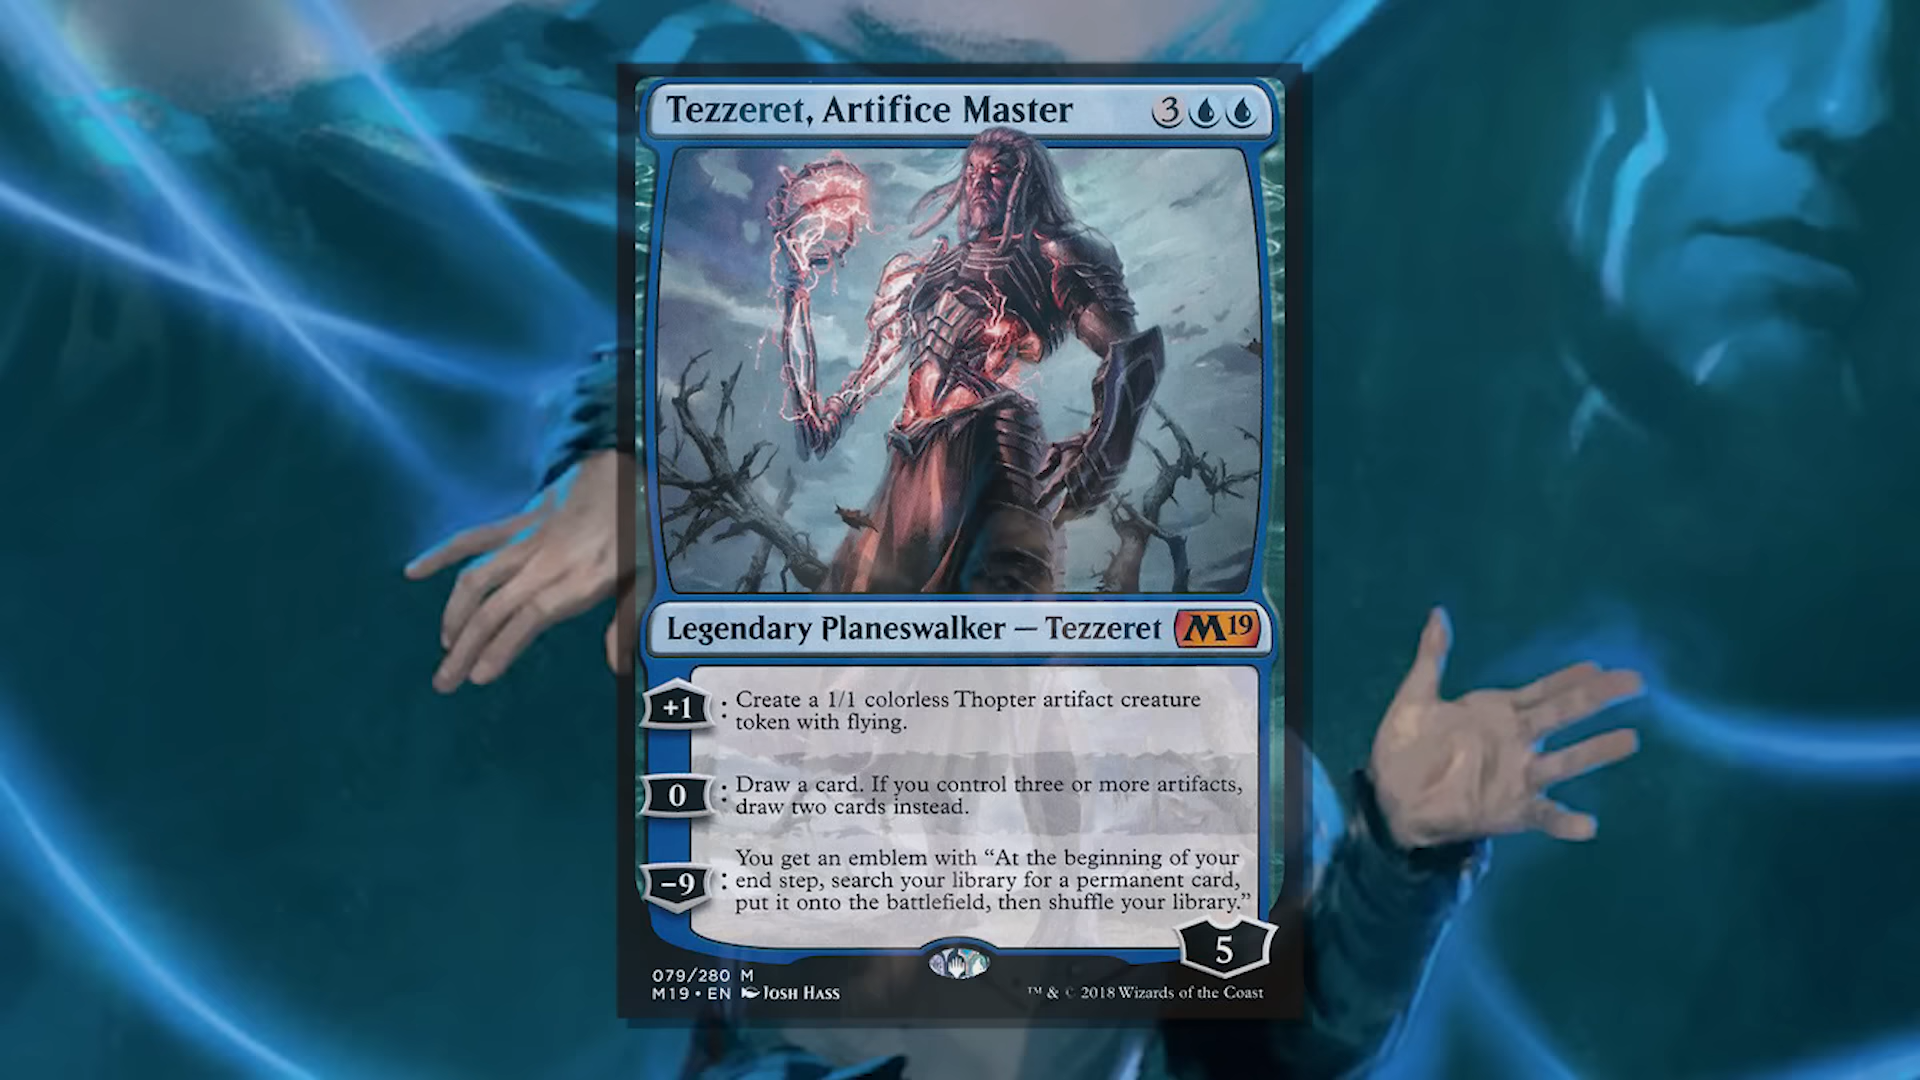 Tezzeret, Artifice Master 3
Legendary Planeswalker — Tezzeret M19
+1 : Create a 1/1 colorless Thopter artifact creature
token with flying.
0 : Draw a card. If you control three or more artifacts,
draw two cards instead.
You get an emblem with “At the beginning of your
−9 : end step, search your library for a permanent card,
put it onto the battlefield, then shuffle your library.”
5
079/280 M
M19 • EN Josh Hass
™ & © 2018 Wizards of the Coast